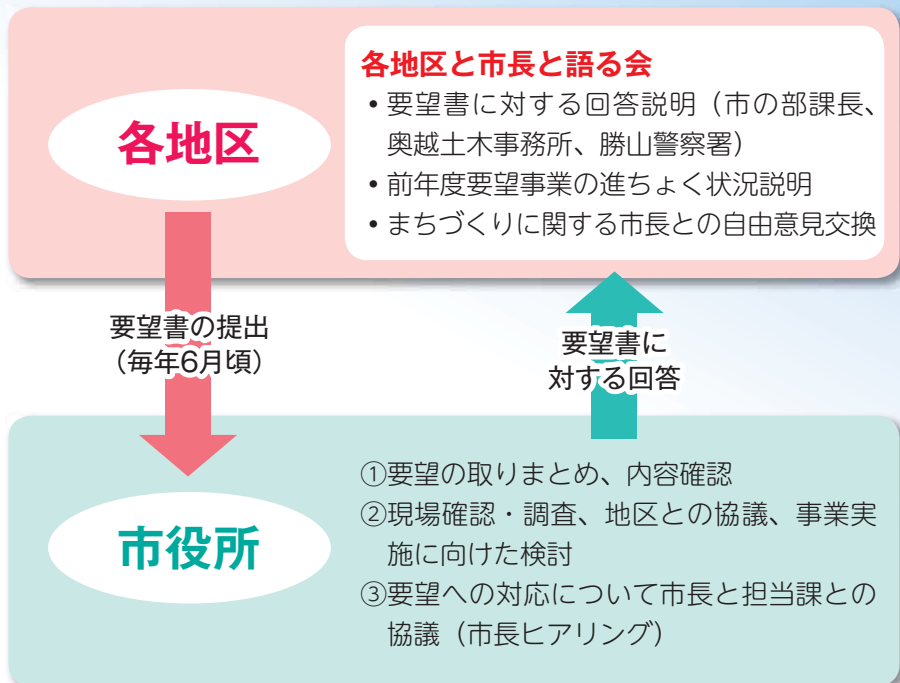 各地区
各地区と市長と語る会
• 要望書に対する回答説明（市の部課長、
奥越土木事務所、勝山警察署）
• 前年度要望事業の進ちょく状況説明
• まちづくりに関する市長との自由意見交換
要望書の提出
（毎年6月頃）
要望書に
対する回答
市役所
①要望の取りまとめ、内容確認
②現場確認・調査、地区との協議、事業実
施に向けた検討
③要望への対応について市長と担当課との
協議（市長ヒアリング）